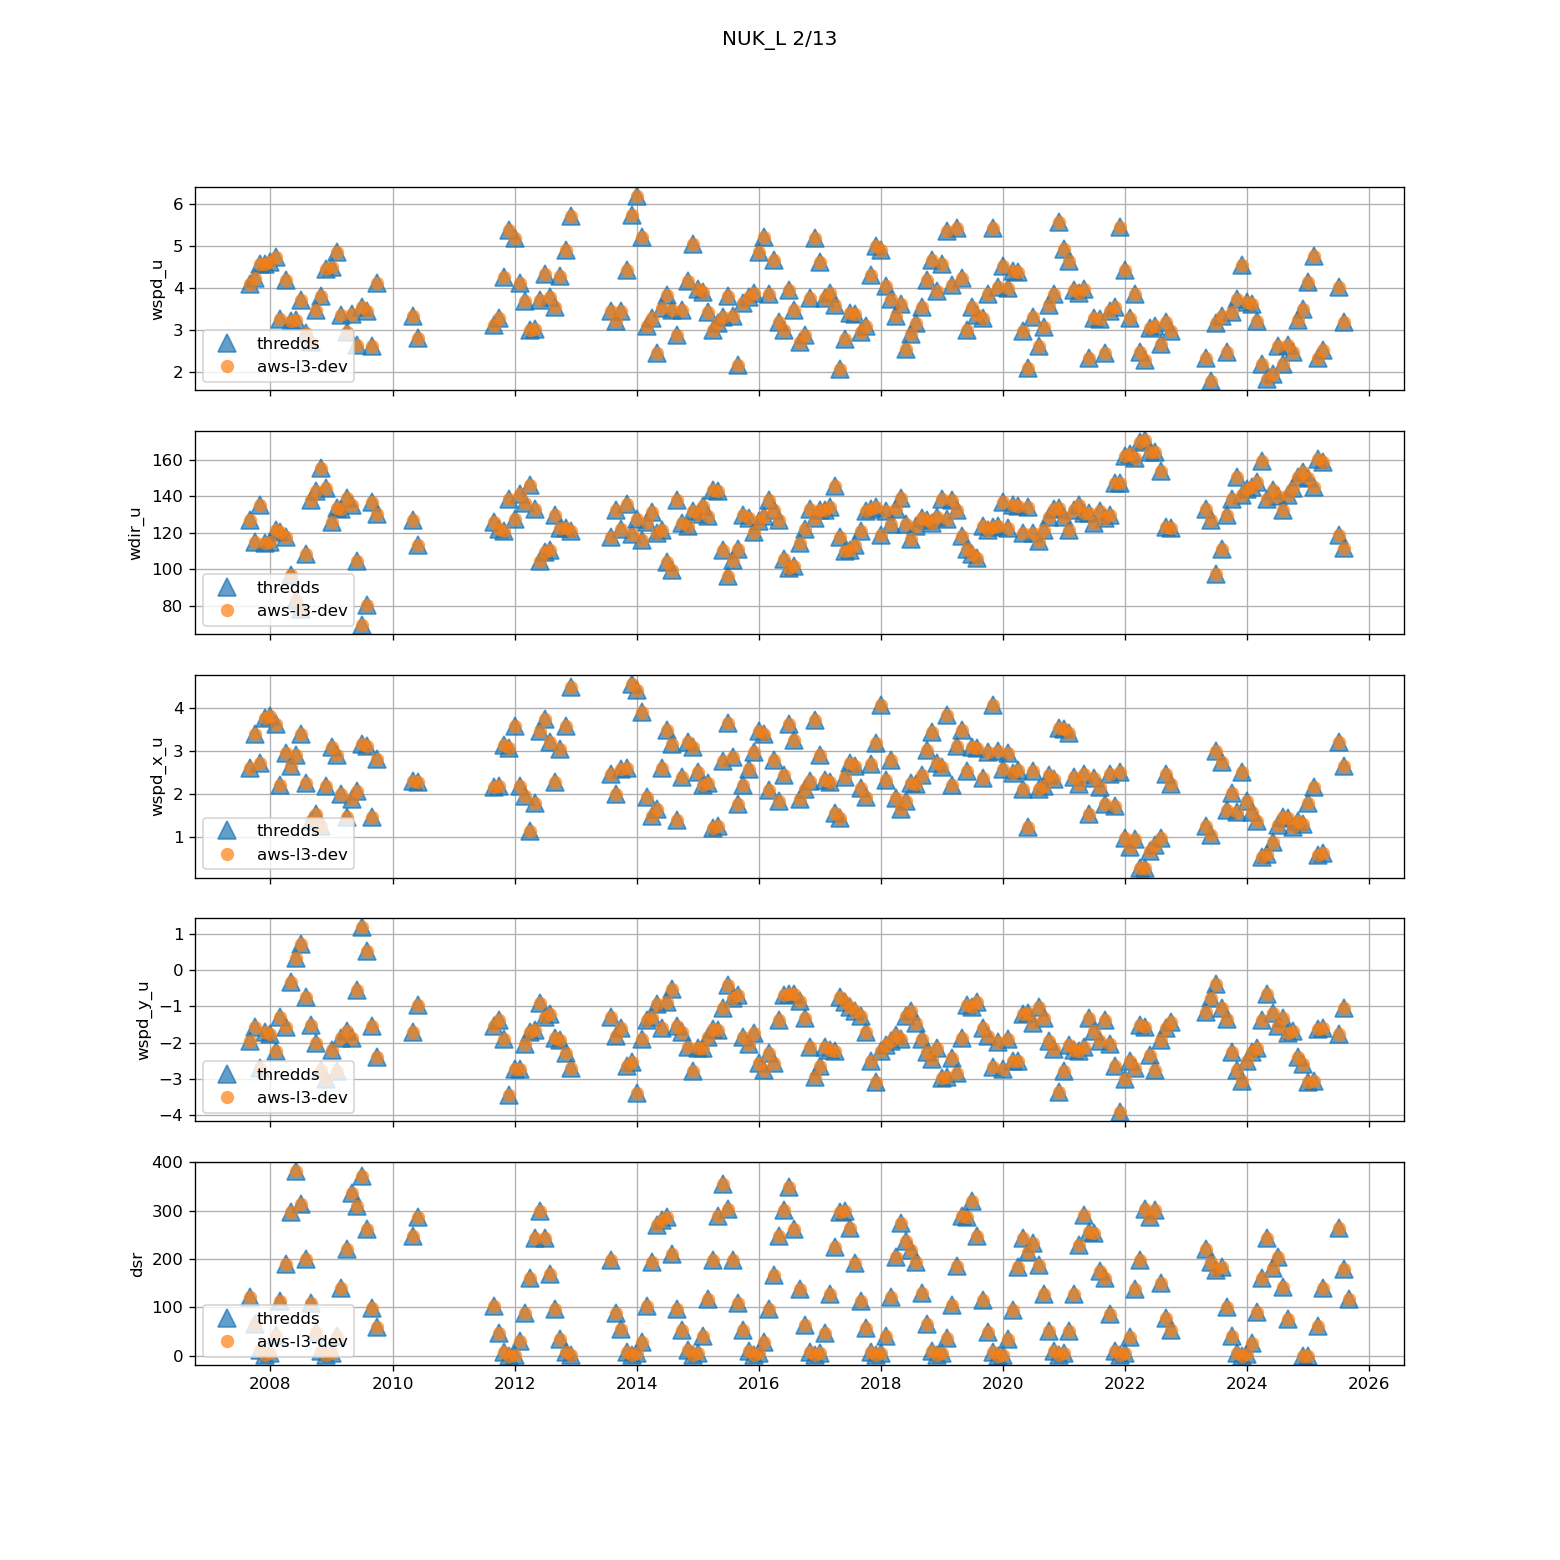 NUK_L 2/13
wspd_u
6
5
4
3
2
thredds
aws-l3-dev
wdir_u
160
140
120
100
80
thredds
aws-l3-dev
wspd_x_u
4
3
2
1
thredds
aws-l3-dev
wspd_y_u
1
0
−1
−2
−3
−4
thredds
aws-l3-dev
dsr
400
300
200
100
0
thredds
aws-l3-dev
2008 2010 2012 2014 2016 2018 2020 2022 2024 2026